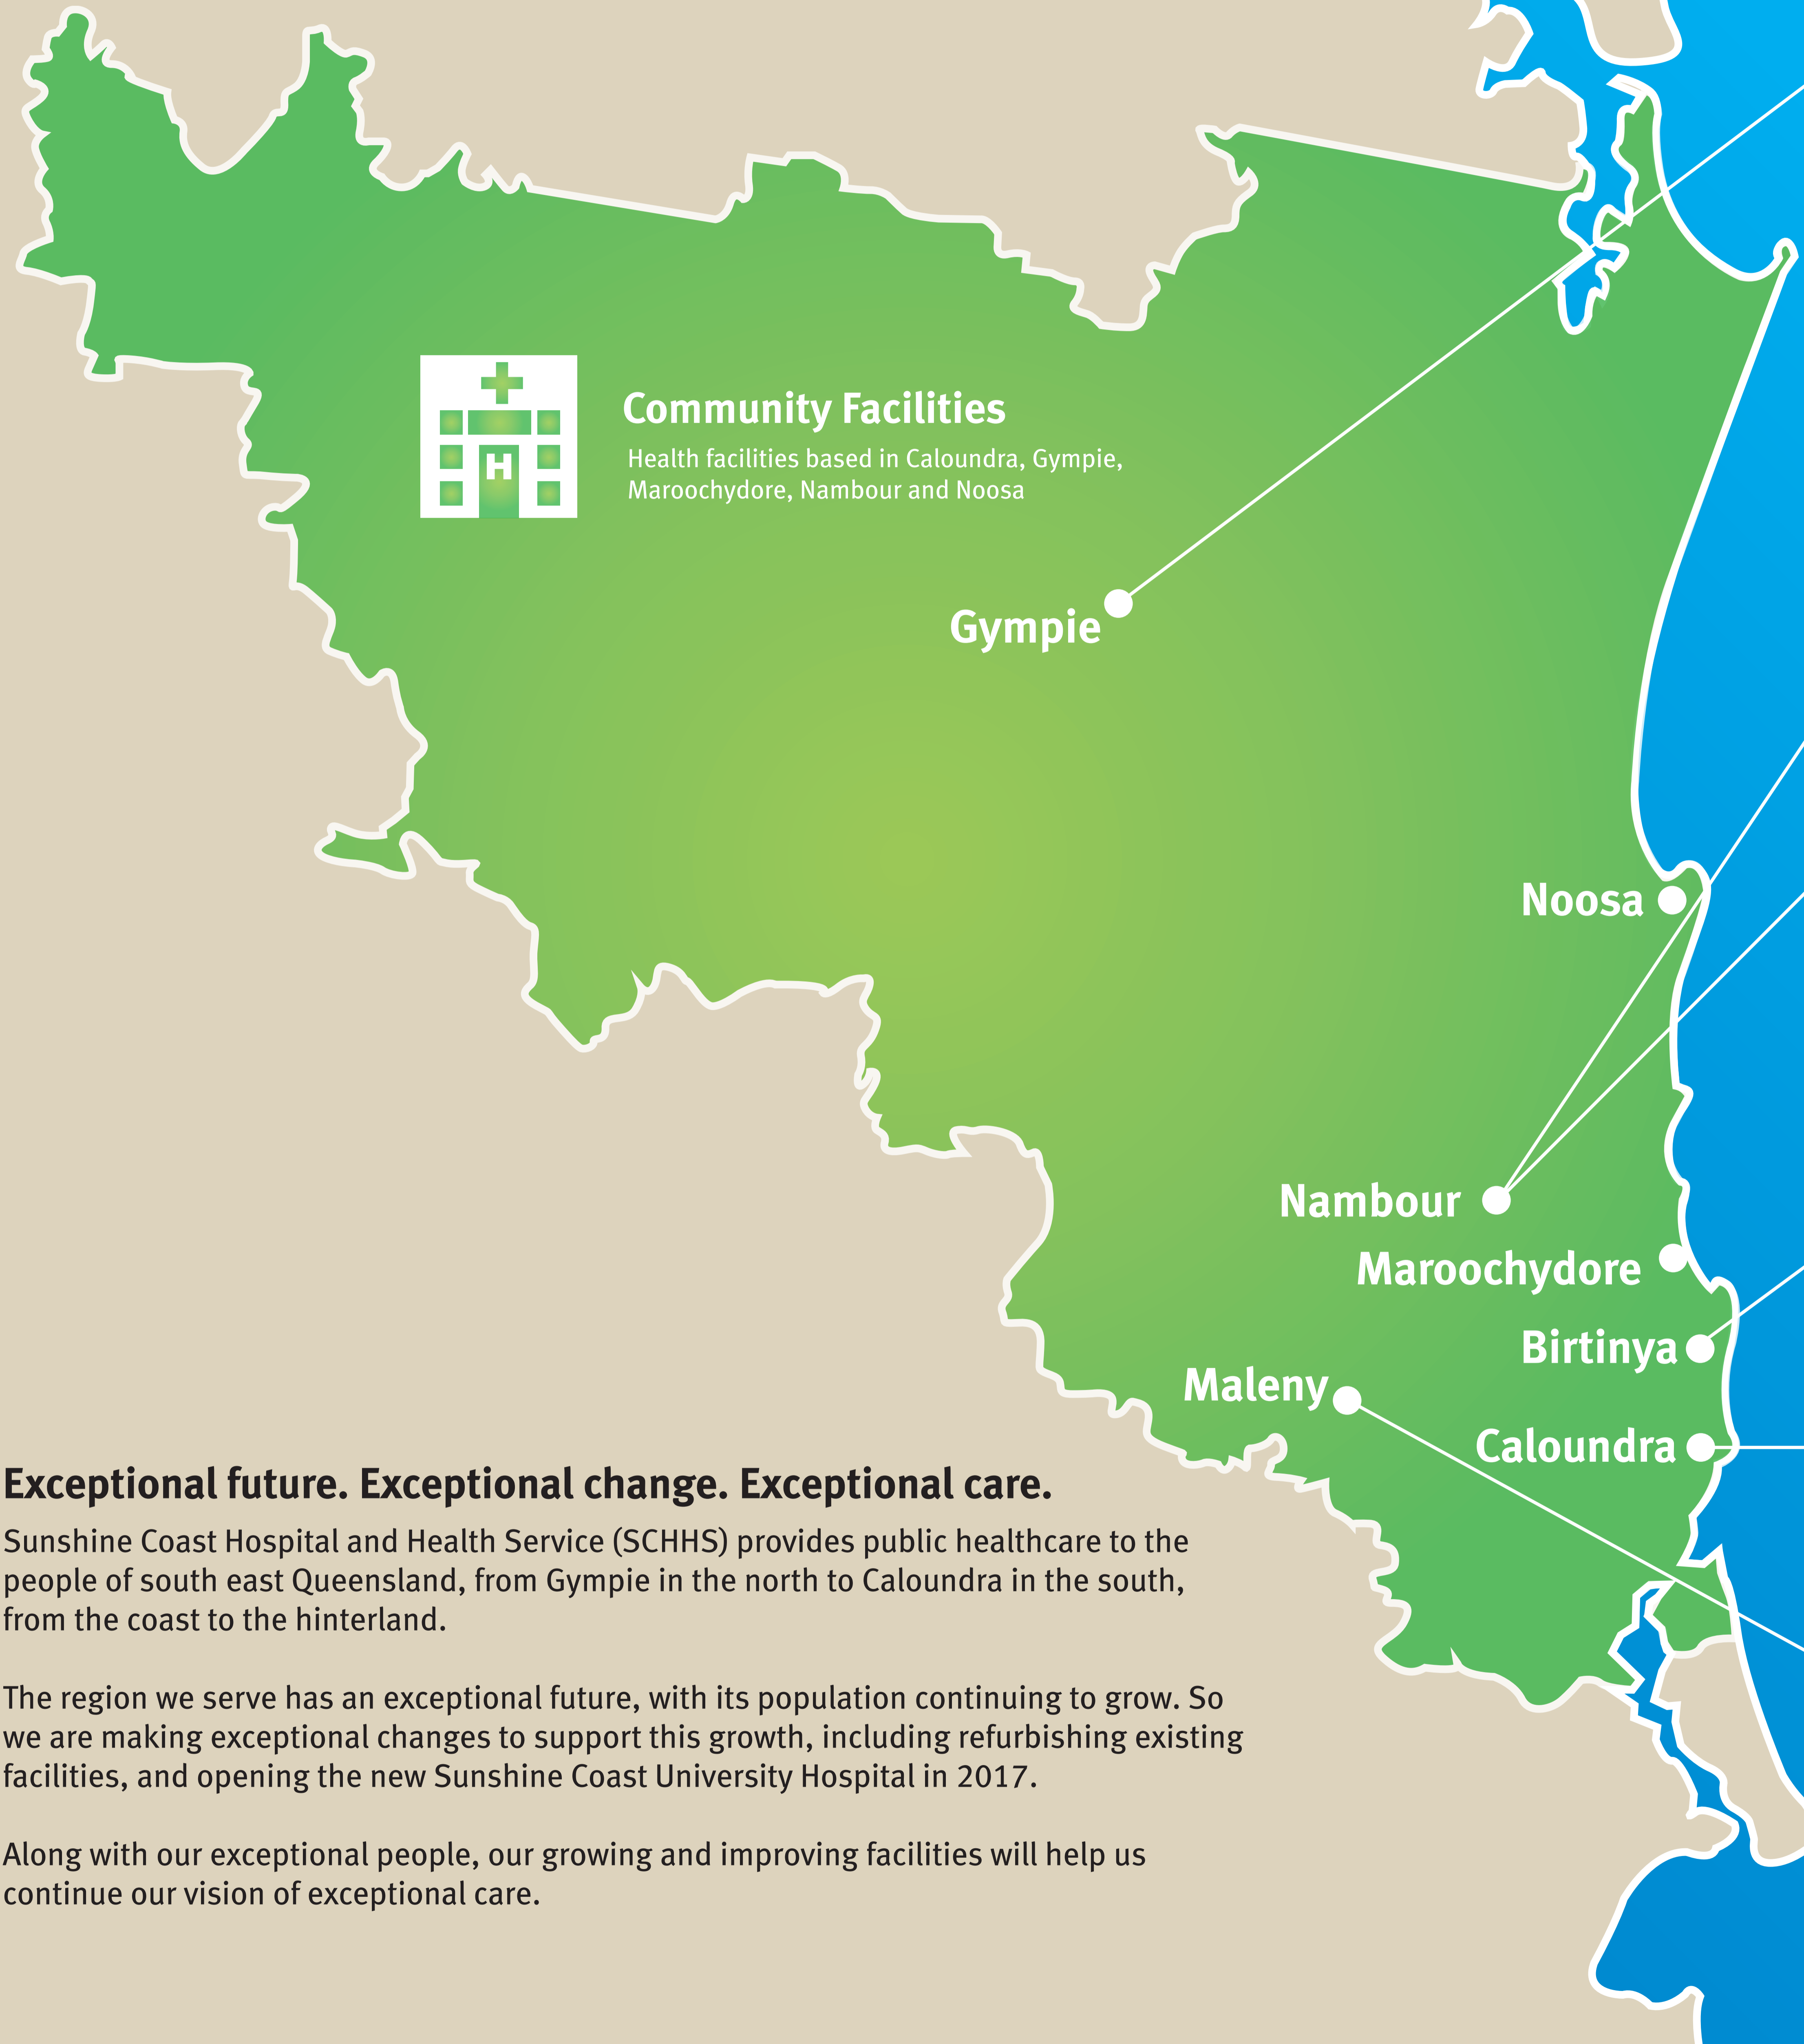 H
Community Facilities
Health facilities based in Caloundra, Gympie,
Maroochydore, Nambour and Noosa
Gympie
Noosa
Nambour
Maroochydore
Birtinya
Maleny
Caloundra
Exceptional future. Exceptional change. Exceptional care.
Sunshine Coast Hospital and Health Service (SCHHS) provides public healthcare to the
people of south east Queensland, from Gympie in the north to Caloundra in the south,
from the coast to the hinterland.
The region we serve has an exceptional future, with its population continuing to grow. So
we are making exceptional changes to support this growth, including refurbishing existing
facilities, and opening the new Sunshine Coast University Hospital in 2017.
Along with our exceptional people, our growing and improving facilities will help us
continue our vision of exceptional care.